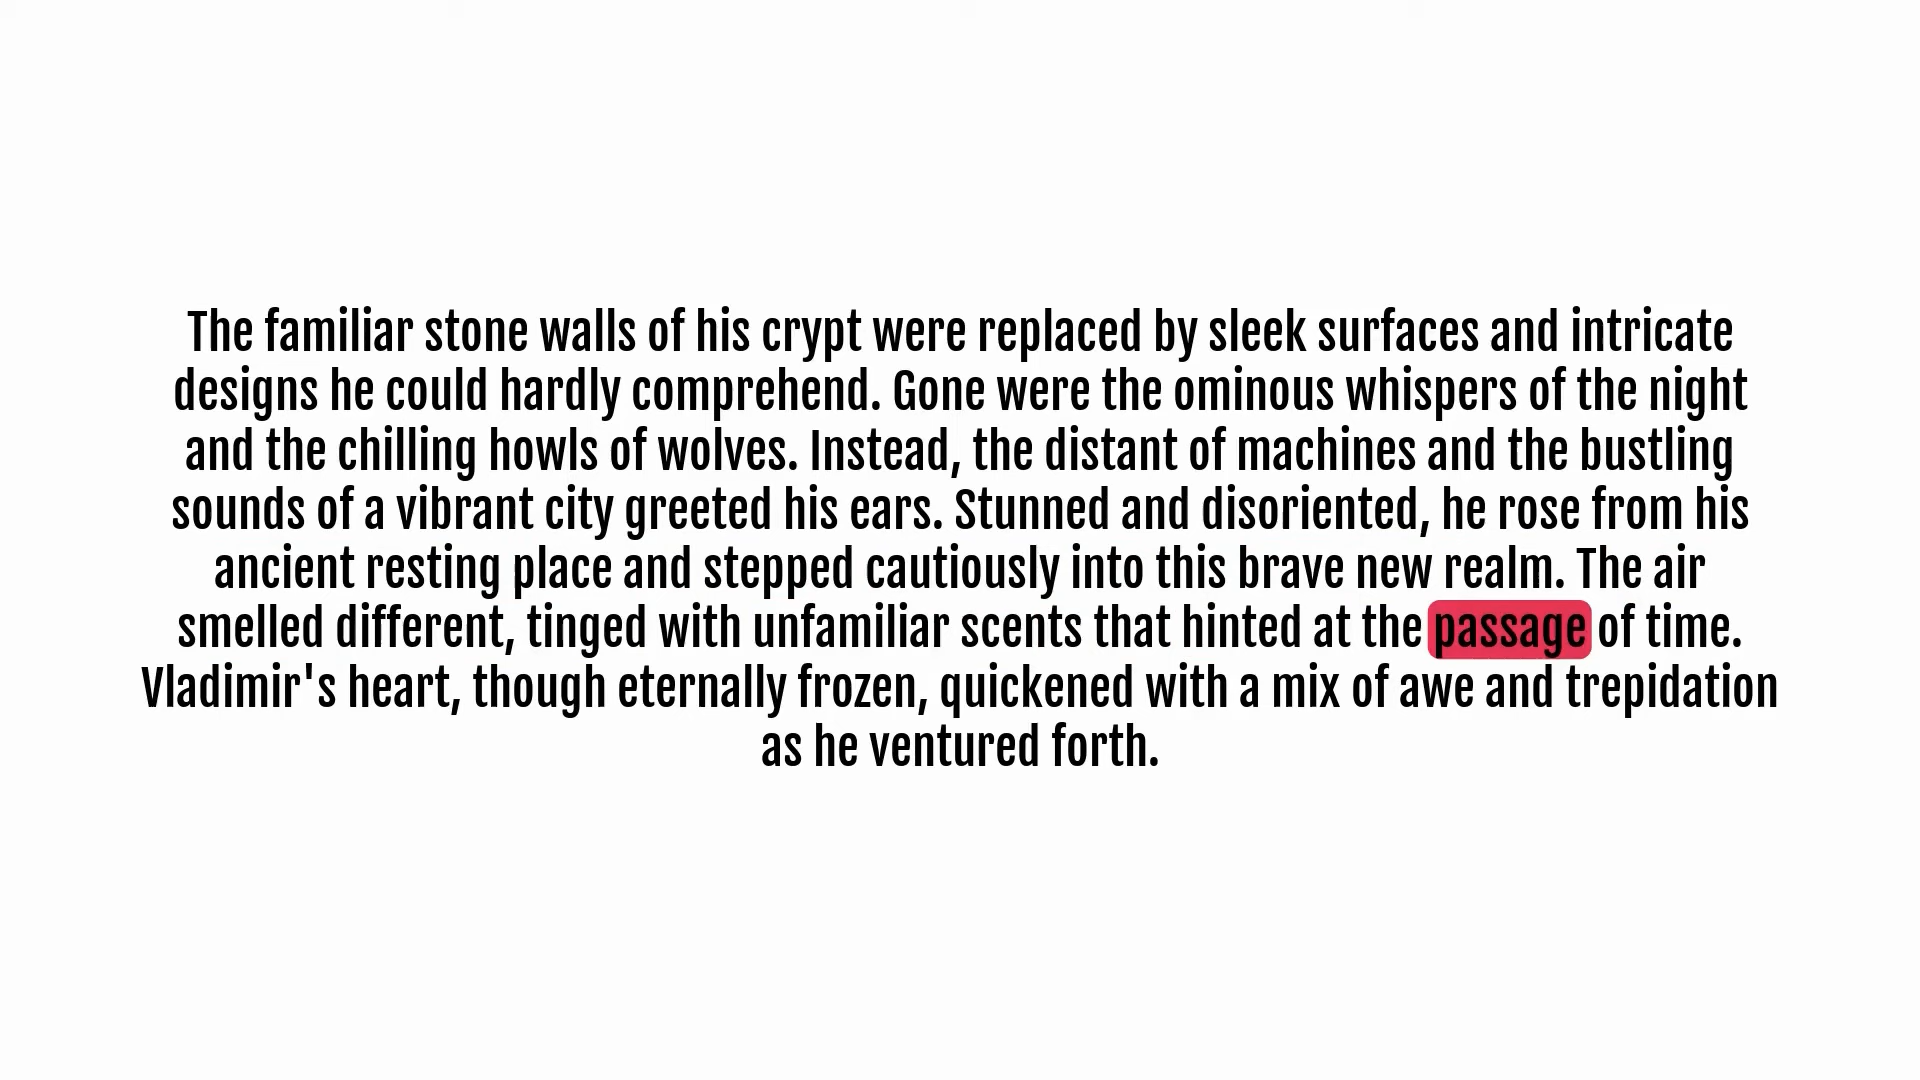 The familiar stone walls of his crypt were replaced by sleek surfaces and intricate
designs he could hardly comprehend. Gone were the ominous whispers of the night
and the chilling howls of wolves. Instead, the distant of machines and the bustling
sounds of a vibrant city greeted his ears. Stunned and disoriented, he rose from his
ancient resting place and stepped cautiously into this brave new realm. The air
smelled different, tinged with unfamiliar scents that hinted at the passage of time.
Vladimir's heart, though eternally frozen, quickened with a mix of awe and trepidation
as he ventured forth.